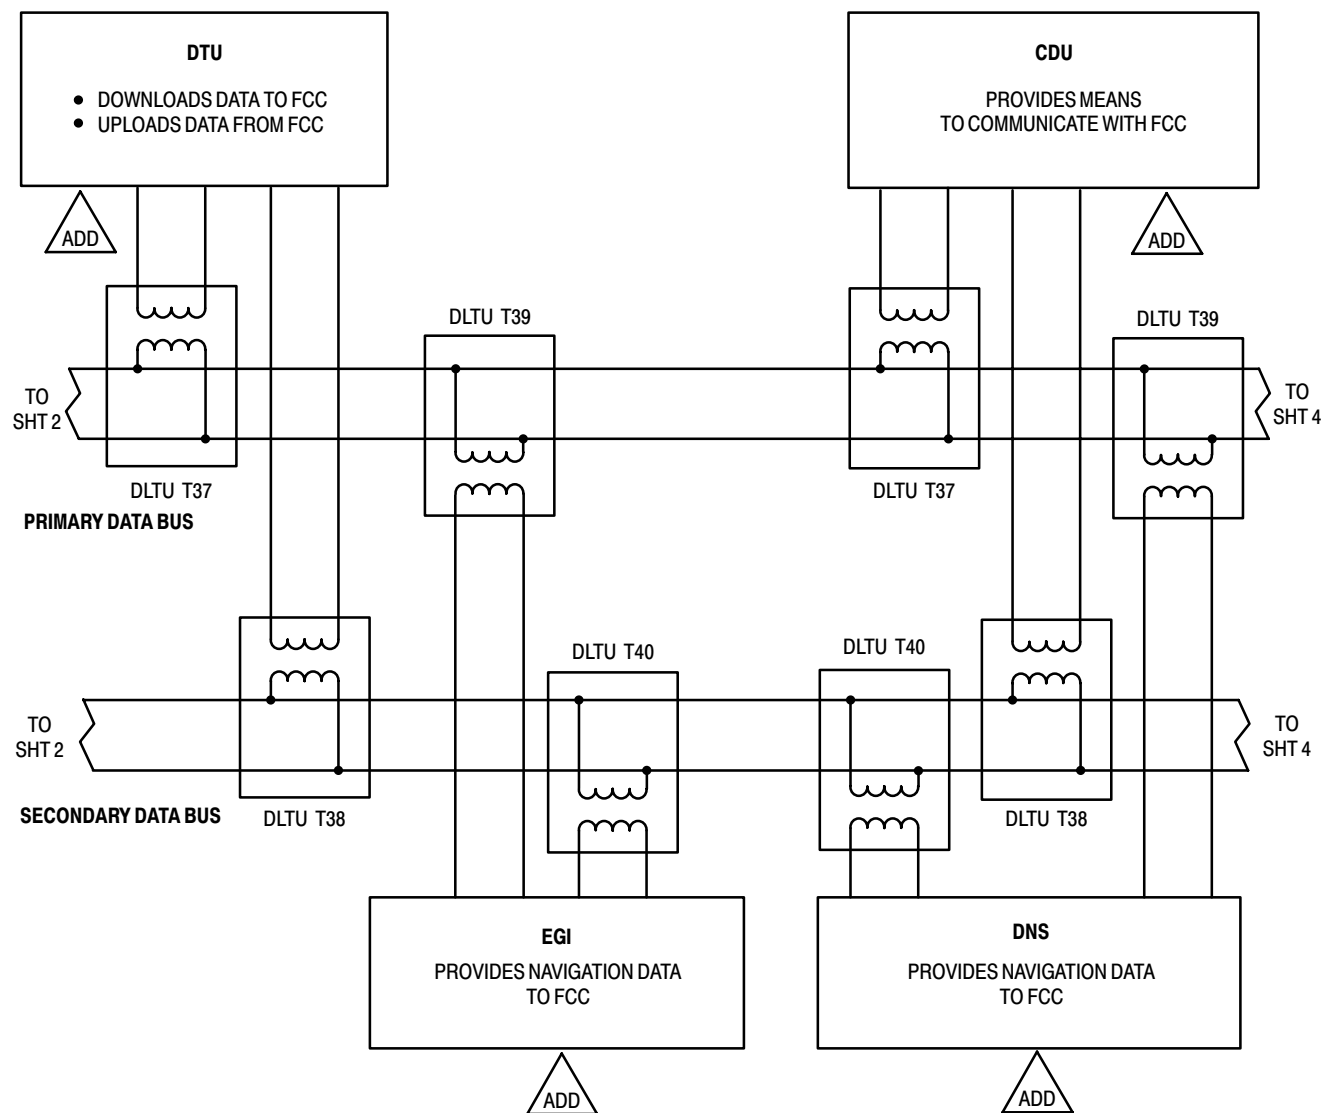 DTU
• DOWNLOADS DATA TO FCC
• UPLOADS DATA FROM FCC
CDU
PROVIDES MEANS
TO COMMUNICATE WITH FCC
ADD
ADD
DLTU T39
DLTU T39
TO
SHT 2
TO
SHT 4
DLTU T37
DLTU T37
PRIMARY DATA BUS
DLTU T40
DLTU T40
TO
SHT 2
TO
SHT 4
SECONDARY DATA BUS
DLTU T38
DLTU T38
EGI
PROVIDES NAVIGATION DATA
TO FCC
DNS
PROVIDES NAVIGATION DATA
TO FCC
ADD
ADD